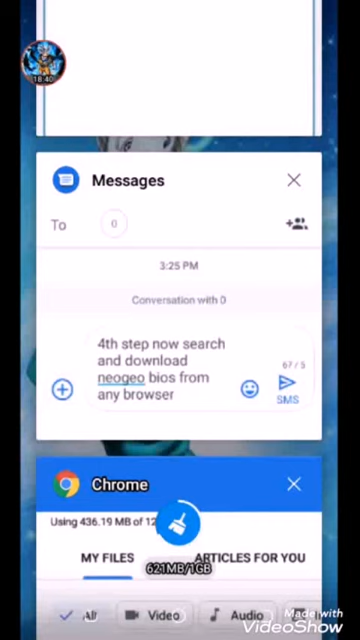 18:40
Messages
To 0
3:25 PM
Conversation with 0
4th step now search
and download
neogeo bios from
any browser
67 / 5
SMS
Chrome
Using 436.19 MB of 12
621MB/1GB
MY FILES ARTICLES FOR YOU
All Video Audio
Made with
VideoShow